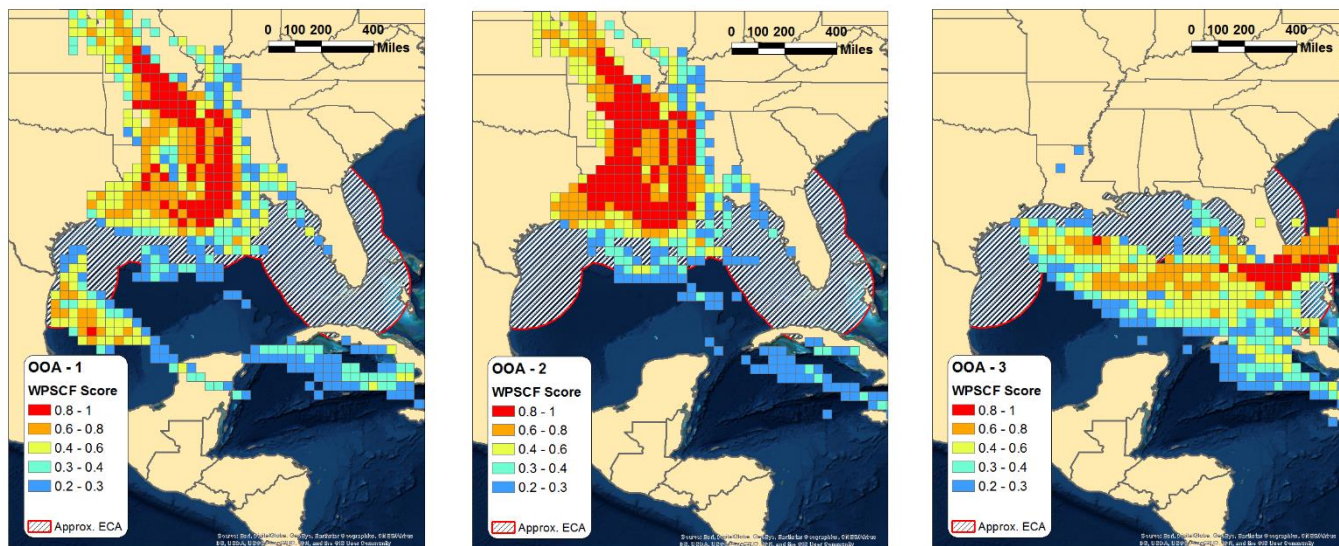 0 100 200 400
Miles
OOA - 1
WPSCF Score
0.8 - 1
0.6 - 0.8
0.4 - 0.6
0.3 - 0.4
0.2 - 0.3
Approx. ECA
0 100 200 400
Miles
OOA - 2
WPSCF Score
0.8 - 1
0.6 - 0.8
0.4 - 0.6
0.3 - 0.4
0.2 - 0.3
Approx. ECA
0 100 200 400
Miles
OOA - 3
WPSCF Score
0.8 - 1
0.6 - 0.8
0.4 - 0.6
0.3 - 0.4
0.2 - 0.3
Approx. ECA